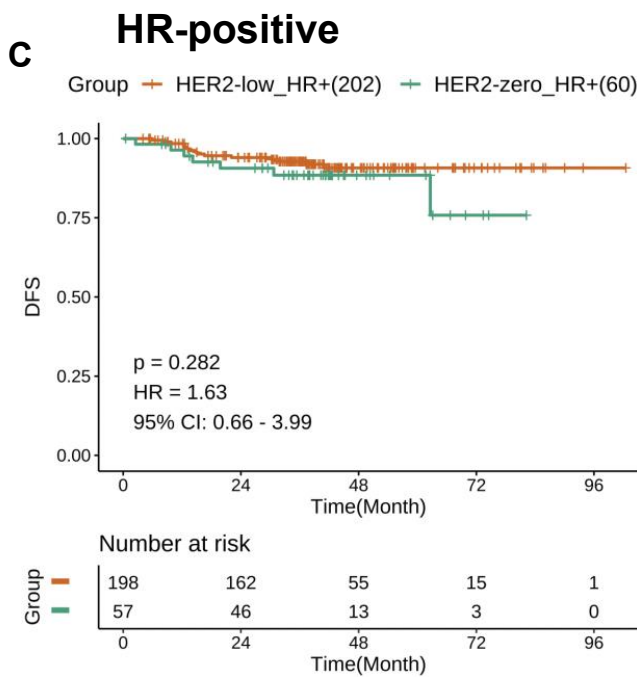 HR-positive
C
Group HER2-low_HR+(202) HER2-zero_HR+(60)
1.00
0.75
0.50
0.25
0.00
DFS
p = 0.282
HR = 1.63
95% CI: 0.66 - 3.99
0 24 48 72 96
Time(Month)
Number at risk
Group
198 162 55 15 1
57 46 13 3 0
0 24 48 72 96
Time(Month)